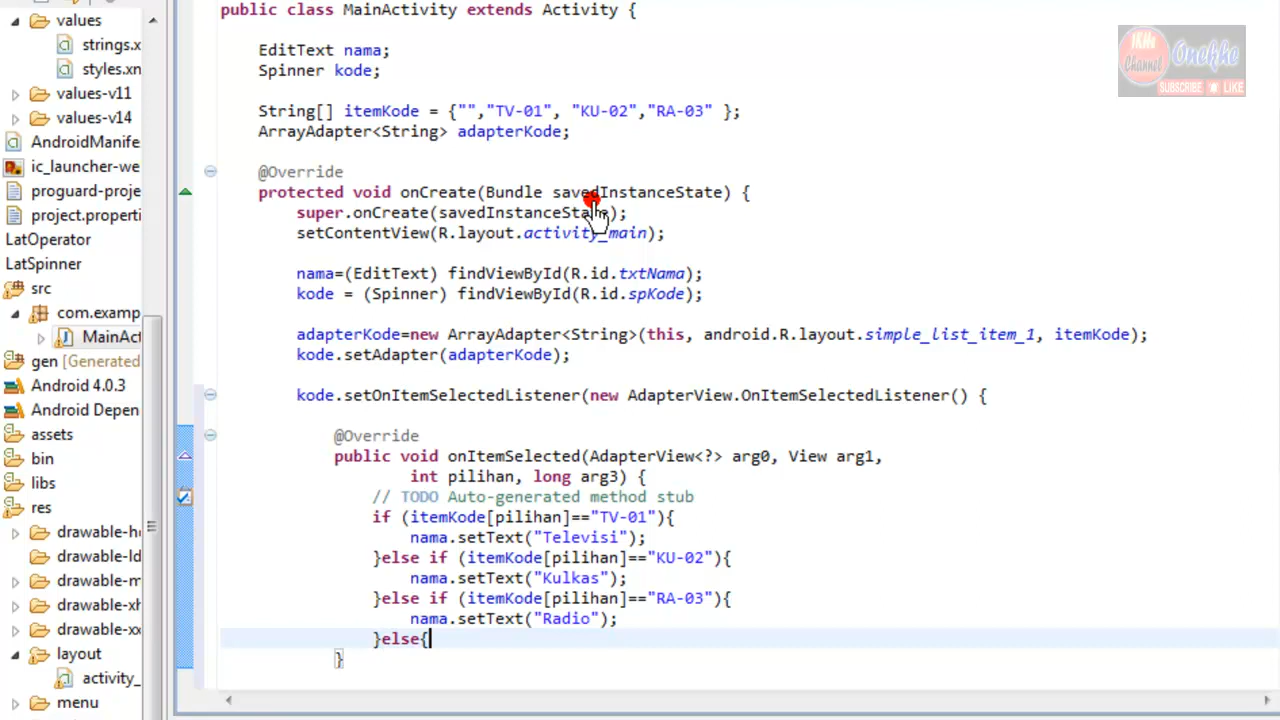 values
strings.x
styles.xn
values-v11
values-v14
AndroidManife
ic_launcher-we
proguard-proje
project.properti
LatOperator
LatSpinner
src
com.examp
MainAct
gen [Generated
Android 4.0.3
Android Depen
assets
bin
libs
res
drawable-h
drawable-ld
drawable-m
drawable-xh
drawable-xx
layout
activity_
menu
public class MainActivity extends Activity {
EditText nama;
Spinner kode;
String[] itemKode = {"","TV-01", "KU-02","RA-03" };
ArrayAdapter<String> adapterKode;
@Override
protected void onCreate(Bundle savedInstanceState) {
super.onCreate(savedInstanceState);
setContentView(R.layout.activity_main);
nama=(EditText) findViewById(R.id.txtNama);
kode = (Spinner) findViewById(R.id.spKode);
adapterKode=new ArrayAdapter<String>(this, android.R.layout.simple_list_item_1, itemKode);
kode.setAdapter(adapterKode);
kode.setOnItemSelectedListener(new AdapterView.OnItemSelectedListener() {
@Override
public void onItemSelected(AdapterView<?> arg0, View arg1,
int pilihan, long arg3) {
// TODO Auto-generated method stub
if (itemKode[pilihan]=="TV-01"){
nama.setText("Televisi");
}else if (itemKode[pilihan]=="KU-02"){
nama.setText("Kulkas");
}else if (itemKode[pilihan]=="RA-03"){
nama.setText("Radio");
}else{
}
Channel
SUBSCRIBE
LIKE